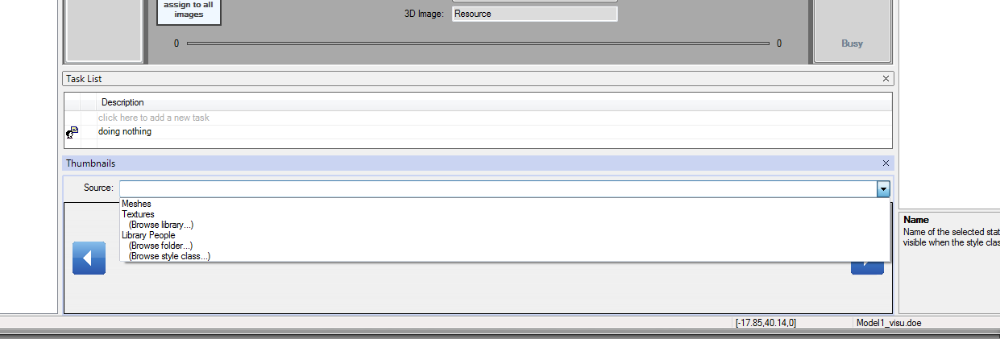 assign to all
images
3D Image: Resource
0 0
Busy
Task List
Description
click here to add a new task
doing nothing
Thumbnails
Source:
Meshes
Textures
(Browse library...)
Library People
(Browse folder...)
(Browse style class...)
Name
Name of the selected stat
visible when the style clas
[-17.85,40.14,0] Model1_visu.doe